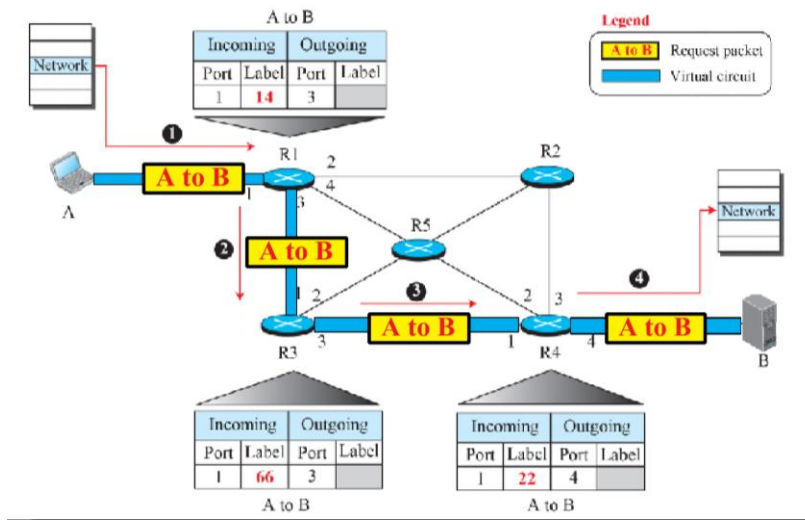 A to B
Legend
Incoming Outgoing
A to B Request packet
Network
Port Label Port Label
Virtual circuit
1 14 3
1
R1
R2
2
A to B
4
1
3
A
Network
R5
2
A to B
4
3
1
2
2
3
A to B
A to B
3
1
4
R3
R4
B
Incoming Outgoing
Incoming Outgoing
Port Label Port Label
Port Label Port Label
1 66 3
1 22 4
A to B
A to B